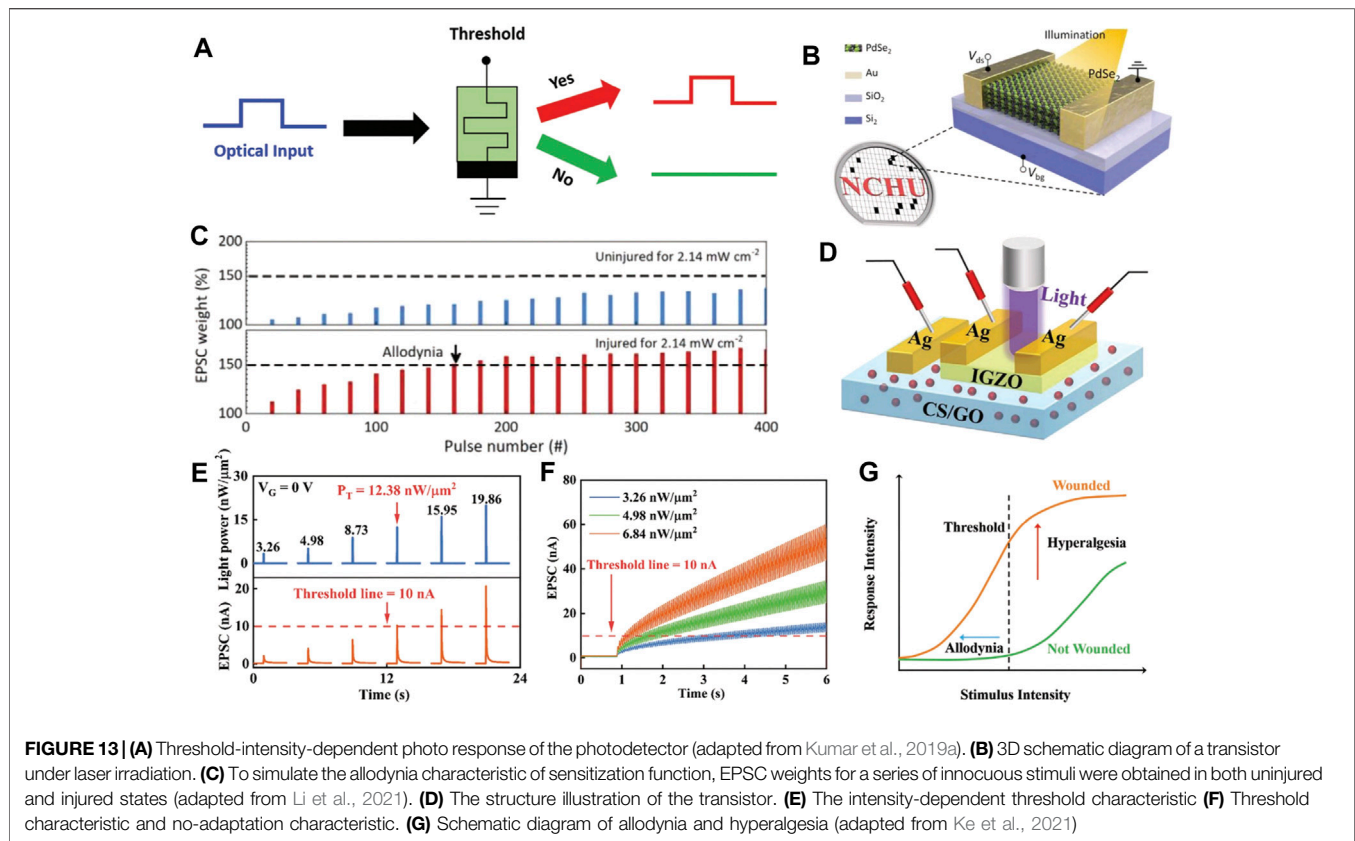 A
Threshold
Optical Input
Yes
No
B
PdSe₂
Au
SiO₂
Si₂
Illumination
V_ds
PdSe₂
V_bg
NCHU
C
EPSC weight (%)
200
150
100
Uninjured for 2.14 mW cm⁻²
150
100
Allodynia
Injured for 2.14 mW cm⁻²
0 100 200 300 400
Pulse number (#)
D
Light
Ag
Ag
Ag
IGZO
CS/GO
E
Light power (nW/μm²)
30
15
0
V_G = 0 V
P_T = 12.38 nW/μm²
3.26
4.98
8.73
15.95
19.86
EPSC (nA)
20
10
0
Threshold line = 10 nA
0 12 24
Time (s)
F
EPSC (nA)
80
60
40
20
0
3.26 nW/μm²
4.98 nW/μm²
6.84 nW/μm²
Threshold line = 10 nA
0 1 2 3 4 5 6
Time (s)
G
Response Intensity
Wounded
Threshold
Hyperalgesia
Allodynia
Not Wounded
Stimulus Intensity
FIGURE 13 | (A) Threshold-intensity-dependent photo response of the photodetector (adapted from Kumar et al., 2019a). (B) 3D schematic diagram of a transistor
under laser irradiation. (C) To simulate the allodynia characteristic of sensitization function, EPSC weights for a series of innocuous stimuli were obtained in both uninjured
and injured states (adapted from Li et al., 2021). (D) The structure illustration of the transistor. (E) The intensity-dependent threshold characteristic (F) Threshold
characteristic and no-adaptation characteristic. (G) Schematic diagram of allodynia and hyperalgesia (adapted from Ke et al., 2021)